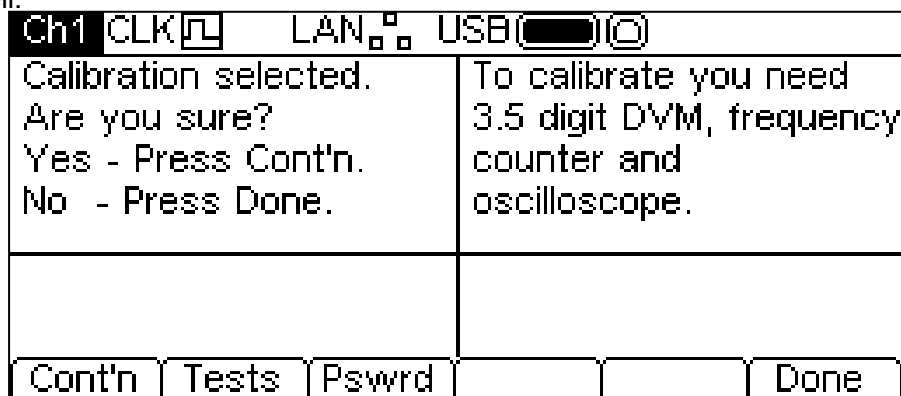 Ch1 CLK LAN USB
Calibration selected.
Are you sure?
Yes - Press Cont'n.
No - Press Done.
To calibrate you need
3.5 digit DVM, frequency
counter and
oscilloscope.
Cont'n Tests Pswrd Done